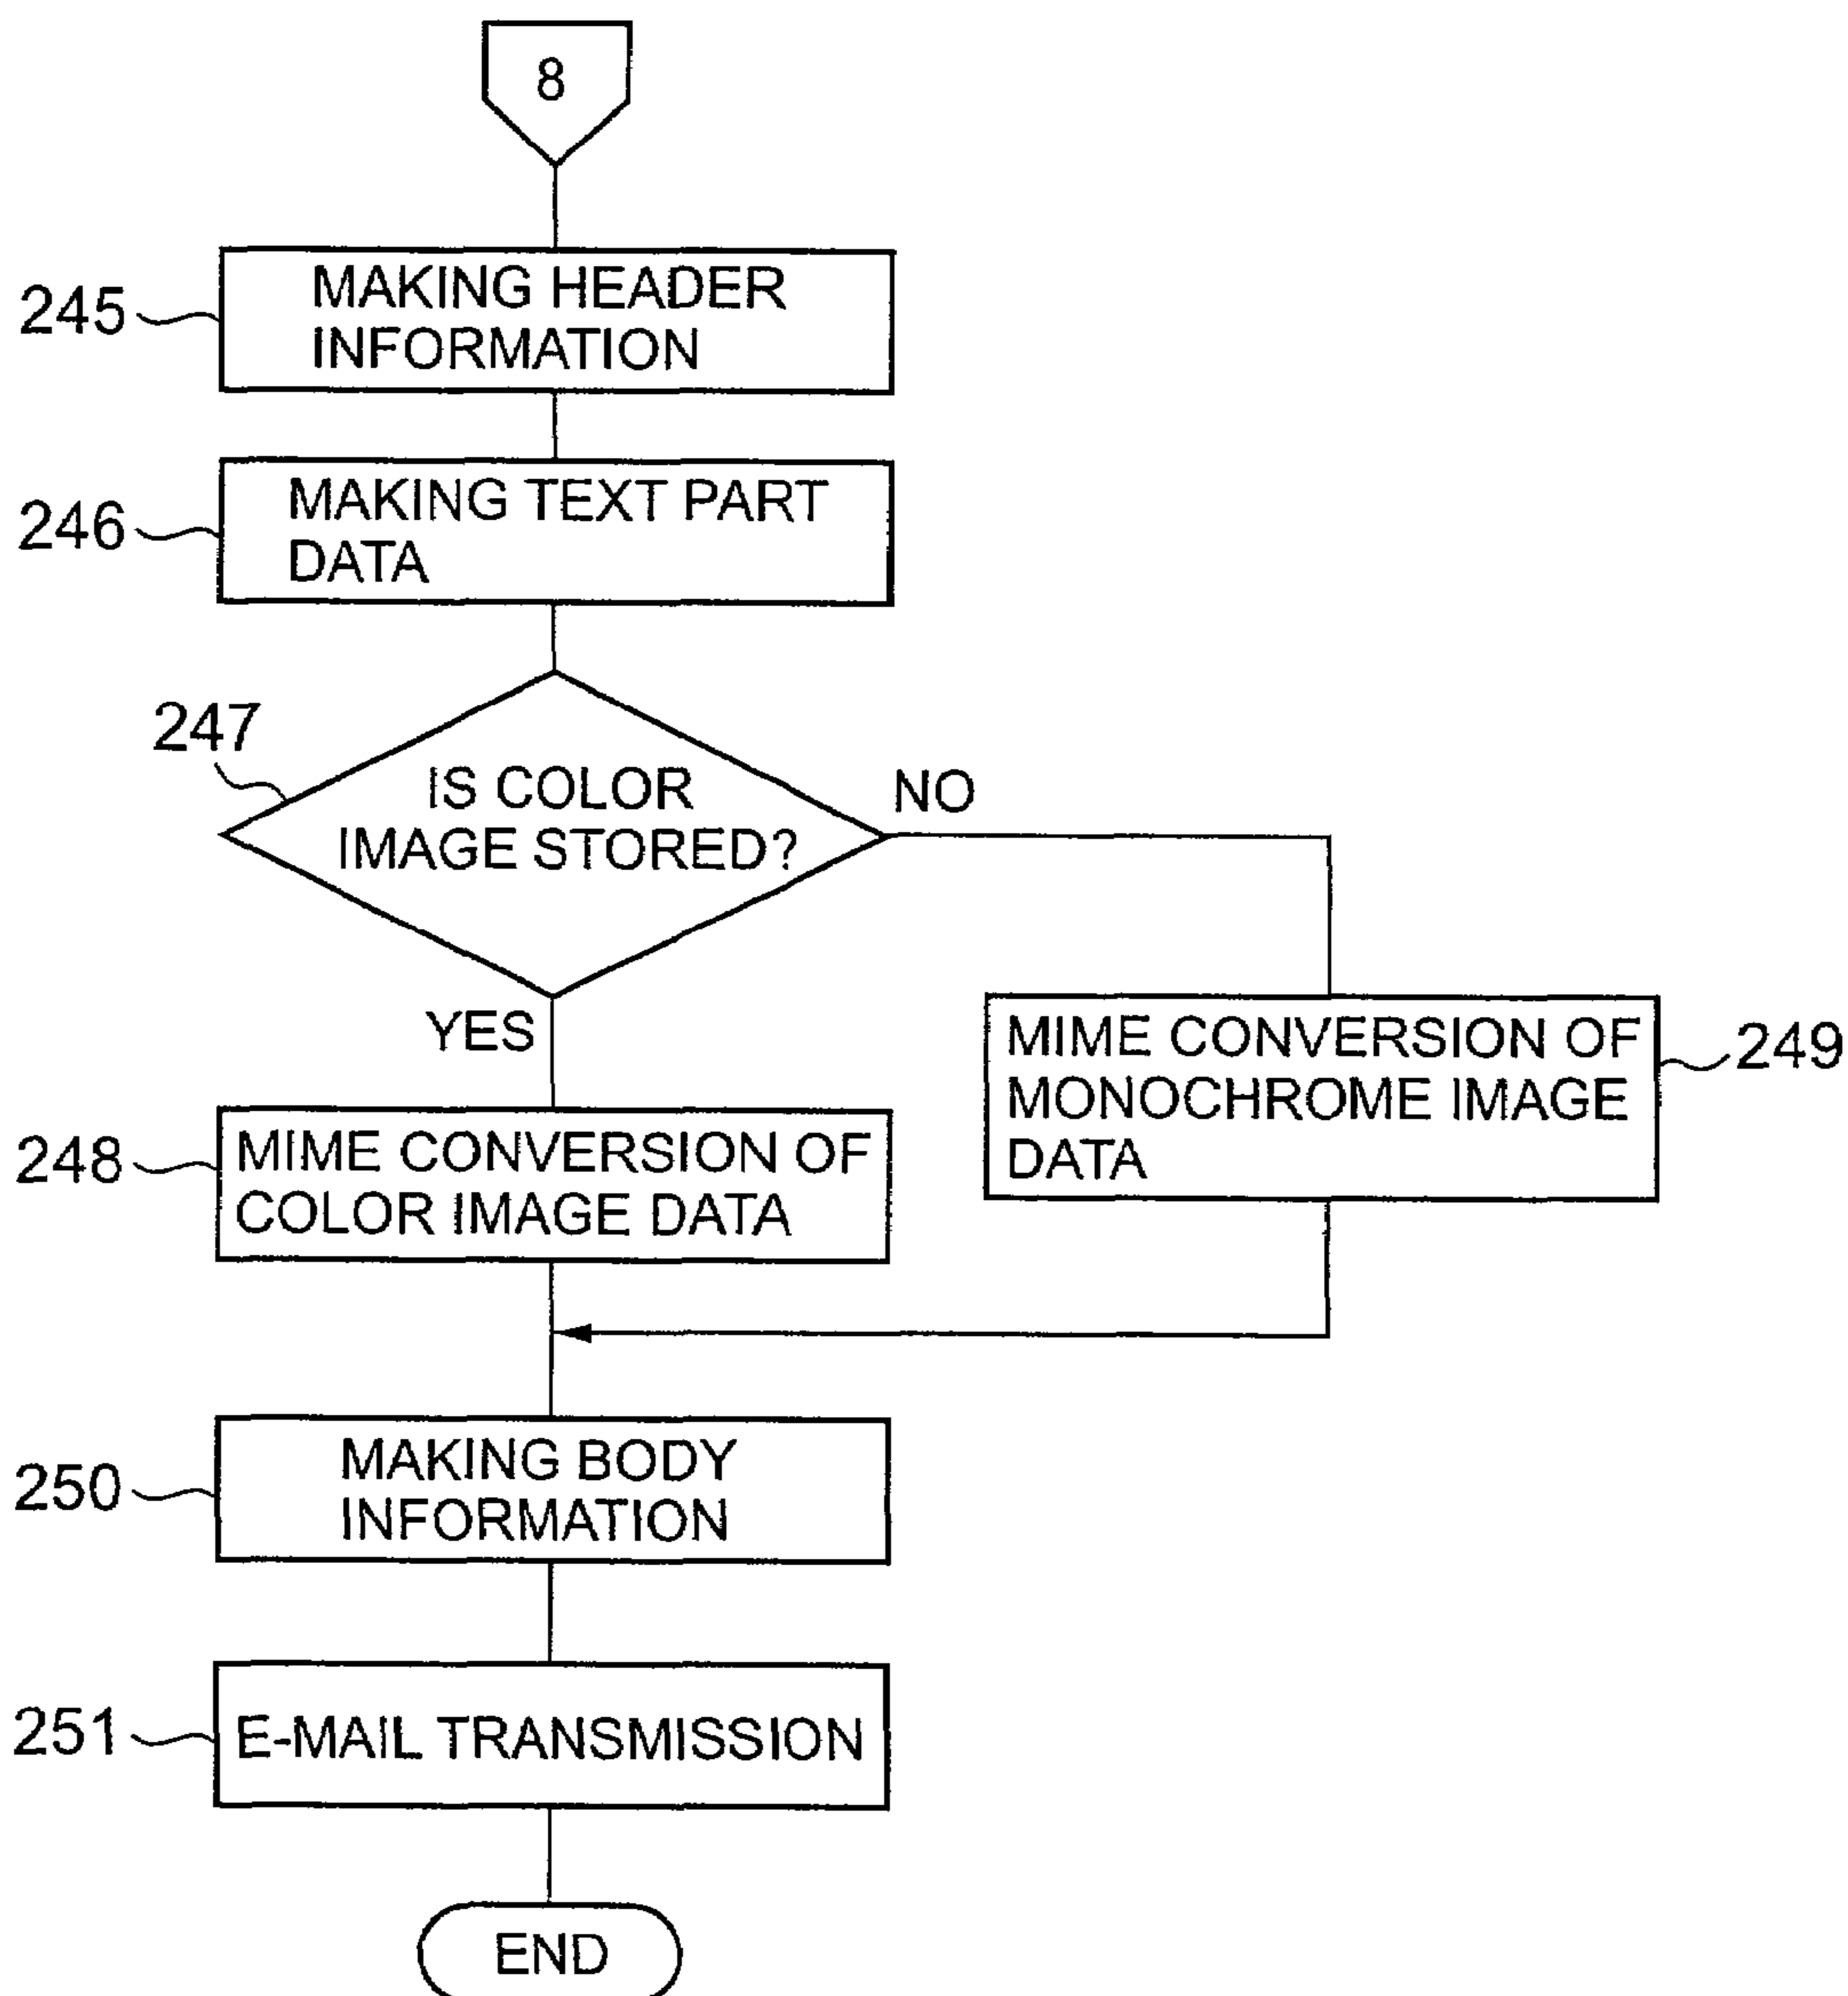 8
245
MAKING HEADER
INFORMATION
246
MAKING TEXT PART
DATA
247
IS COLOR
IMAGE STORED?
NO
YES
249
MIME CONVERSION OF
MONOCHROME IMAGE
DATA
248
MIME CONVERSION OF
COLOR IMAGE DATA
250
MAKING BODY
INFORMATION
251
E-MAIL TRANSMISSION
END